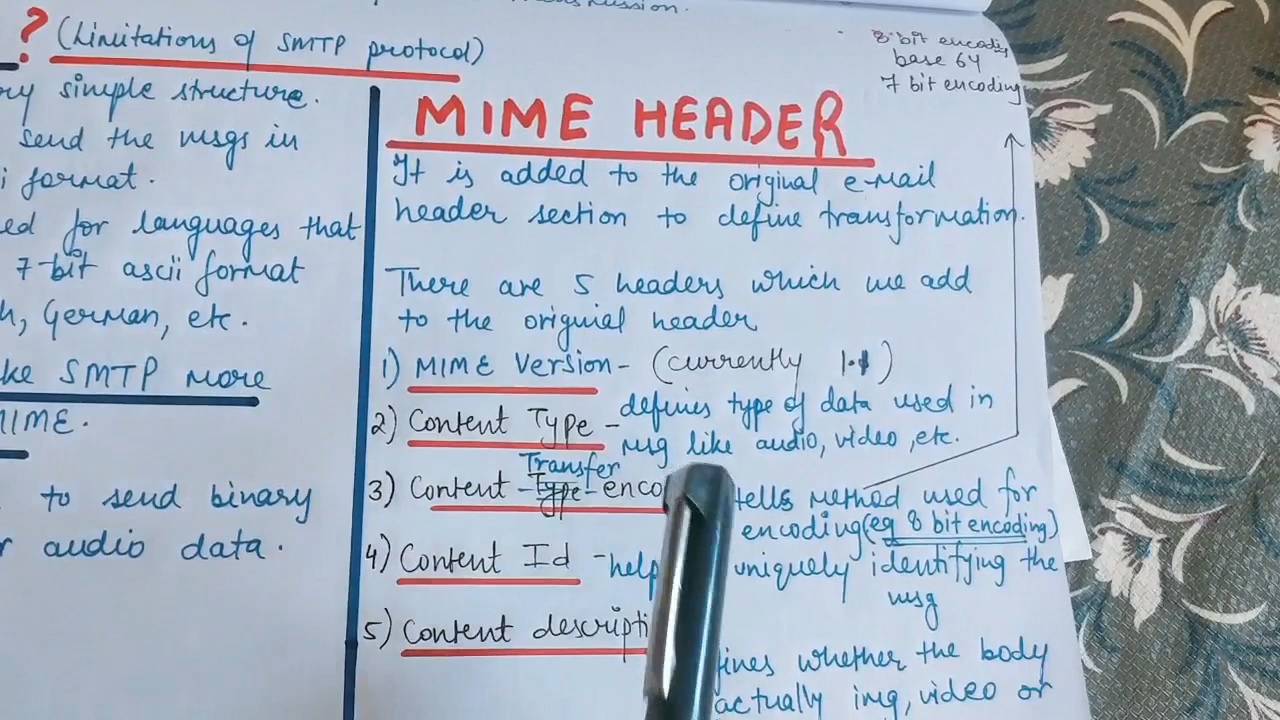 mission.
? (Limitations of SMTP protocol)
ry simple structure.
send the msgs in
i format.
ed for languages that
7-bit ascii format
h, German, etc.
ke SMTP more
MIME.
to send binary
r audio data.
8 bit encoding
base 64
7 bit encoding
MIME HEADER
It is added to the original e-mail
header section to define transformation.
There are 5 headers which we add
to the original header
1) MIME Version - (currently 1.1)
2) Content Type - defines type of data used in
msg like audio, video, etc.
Transfer
3) Content - Type - enco tells method used for
encoding (eg 8 bit encoding)
4) Content Id - help uniquely identifying the
msg
5) Content descripti
fines whether the body
actually img, video or